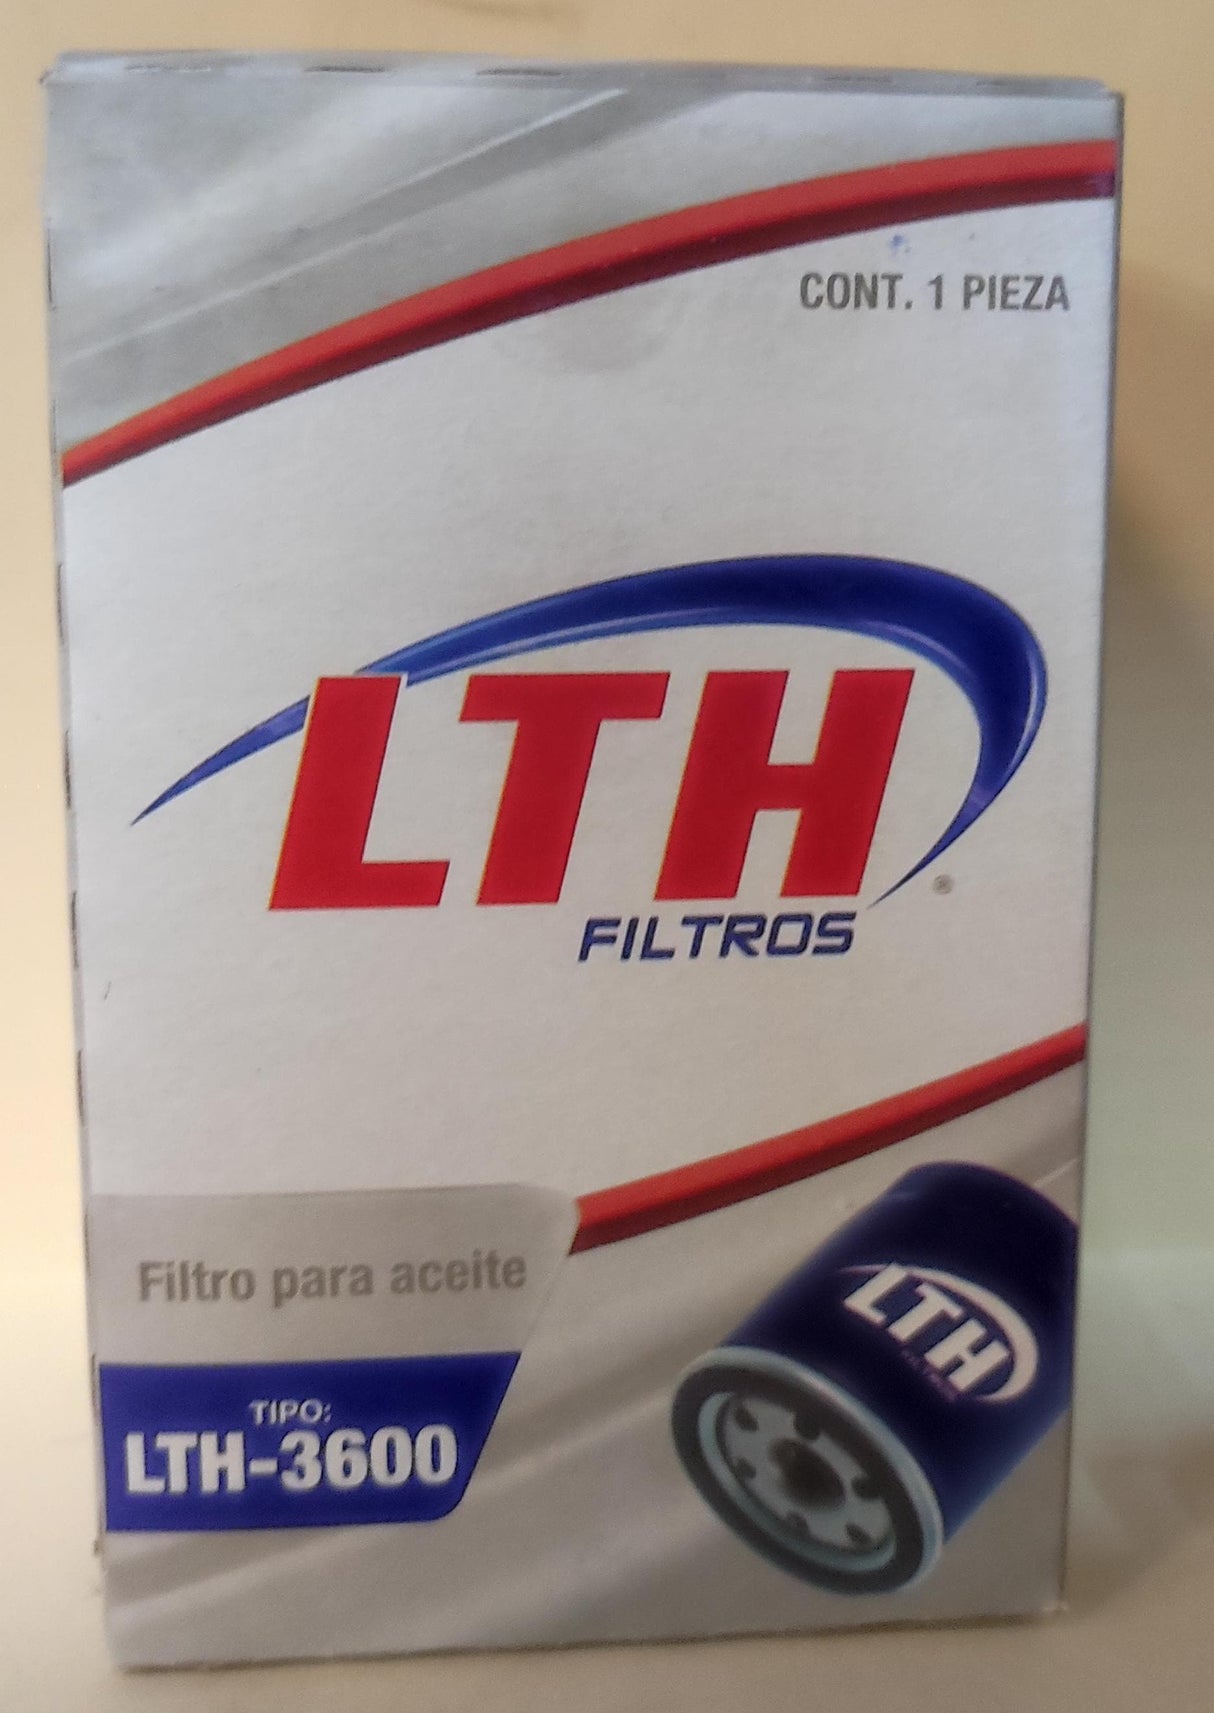 CONT. 1 PIEZA
LTH
FILTROS
Filtro para aceite
TIPO:
LTH-3600
LTH